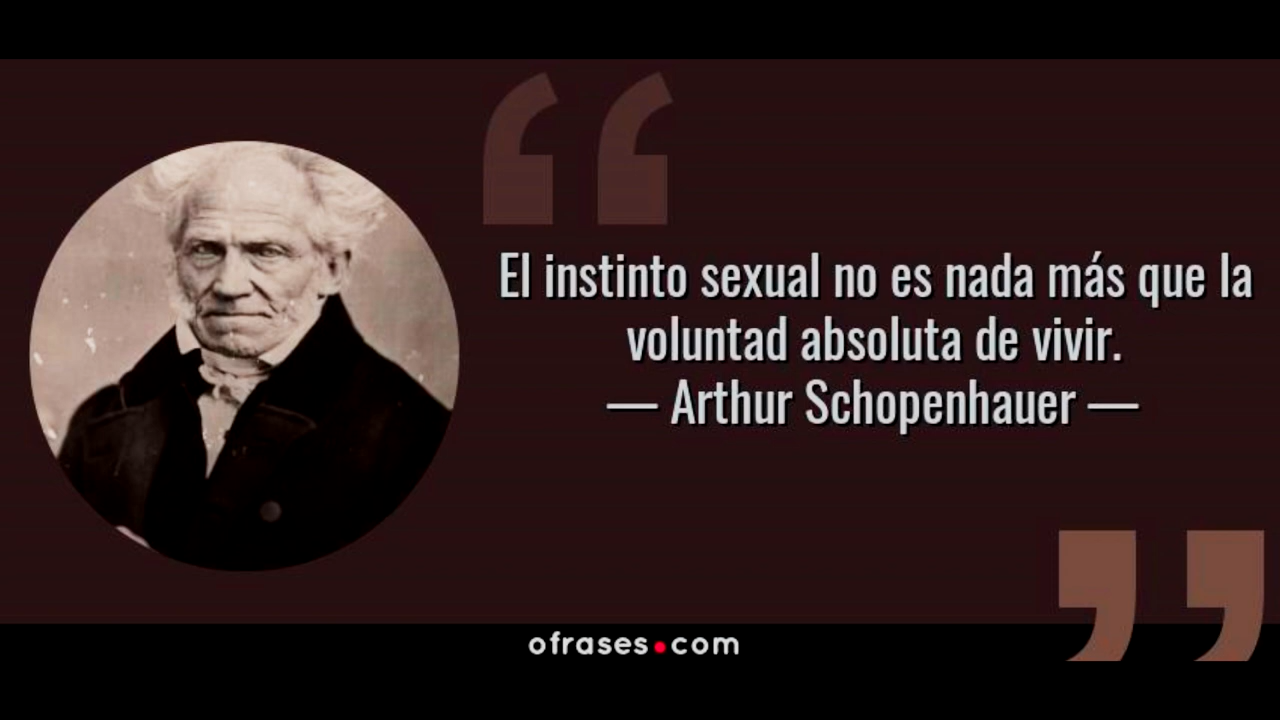 El instinto sexual no es nada más que la
voluntad absoluta de vivir.
— Arthur Schopenhauer —
ofrases.com